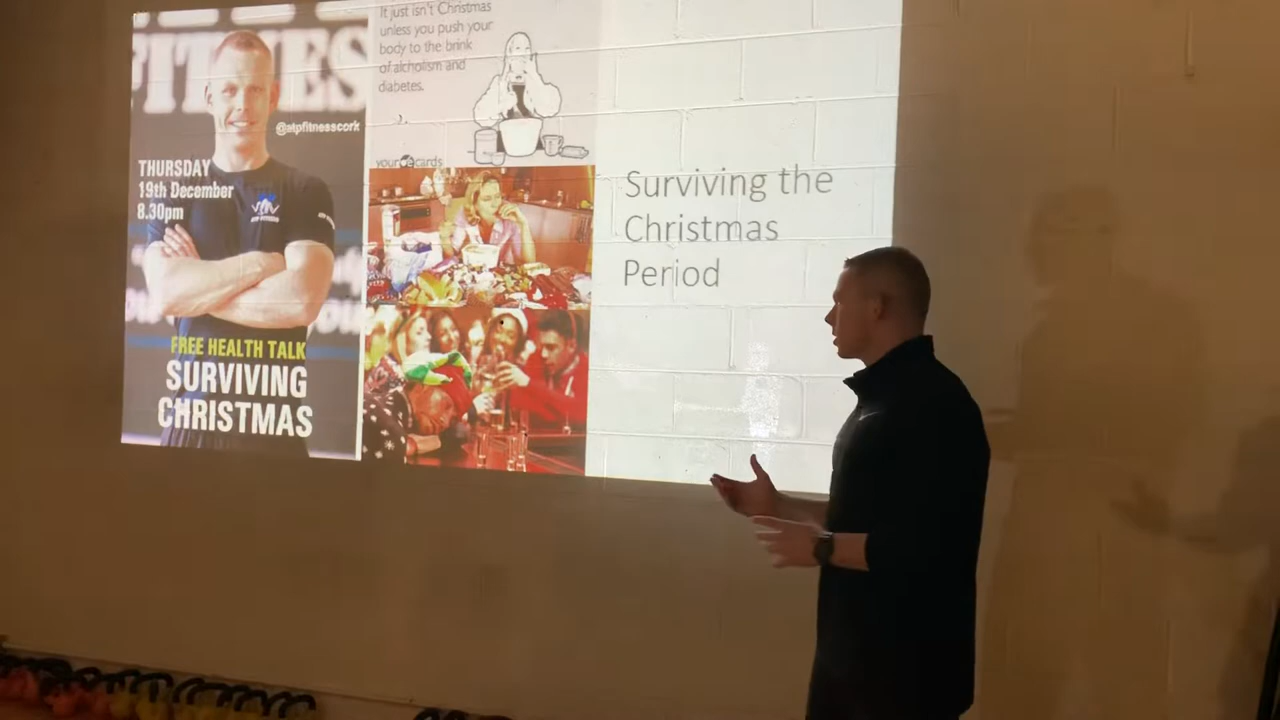 FITNES
@atpfitnesscork
THURSDAY
19th December
8.30pm
FREE HEALTH TALK
SURVIVING
CHRISTMAS
It just isn't Christmas
unless you push your
body to the brink
of alcholism and
diabetes.
your e cards
Surviving the
Christmas
Period